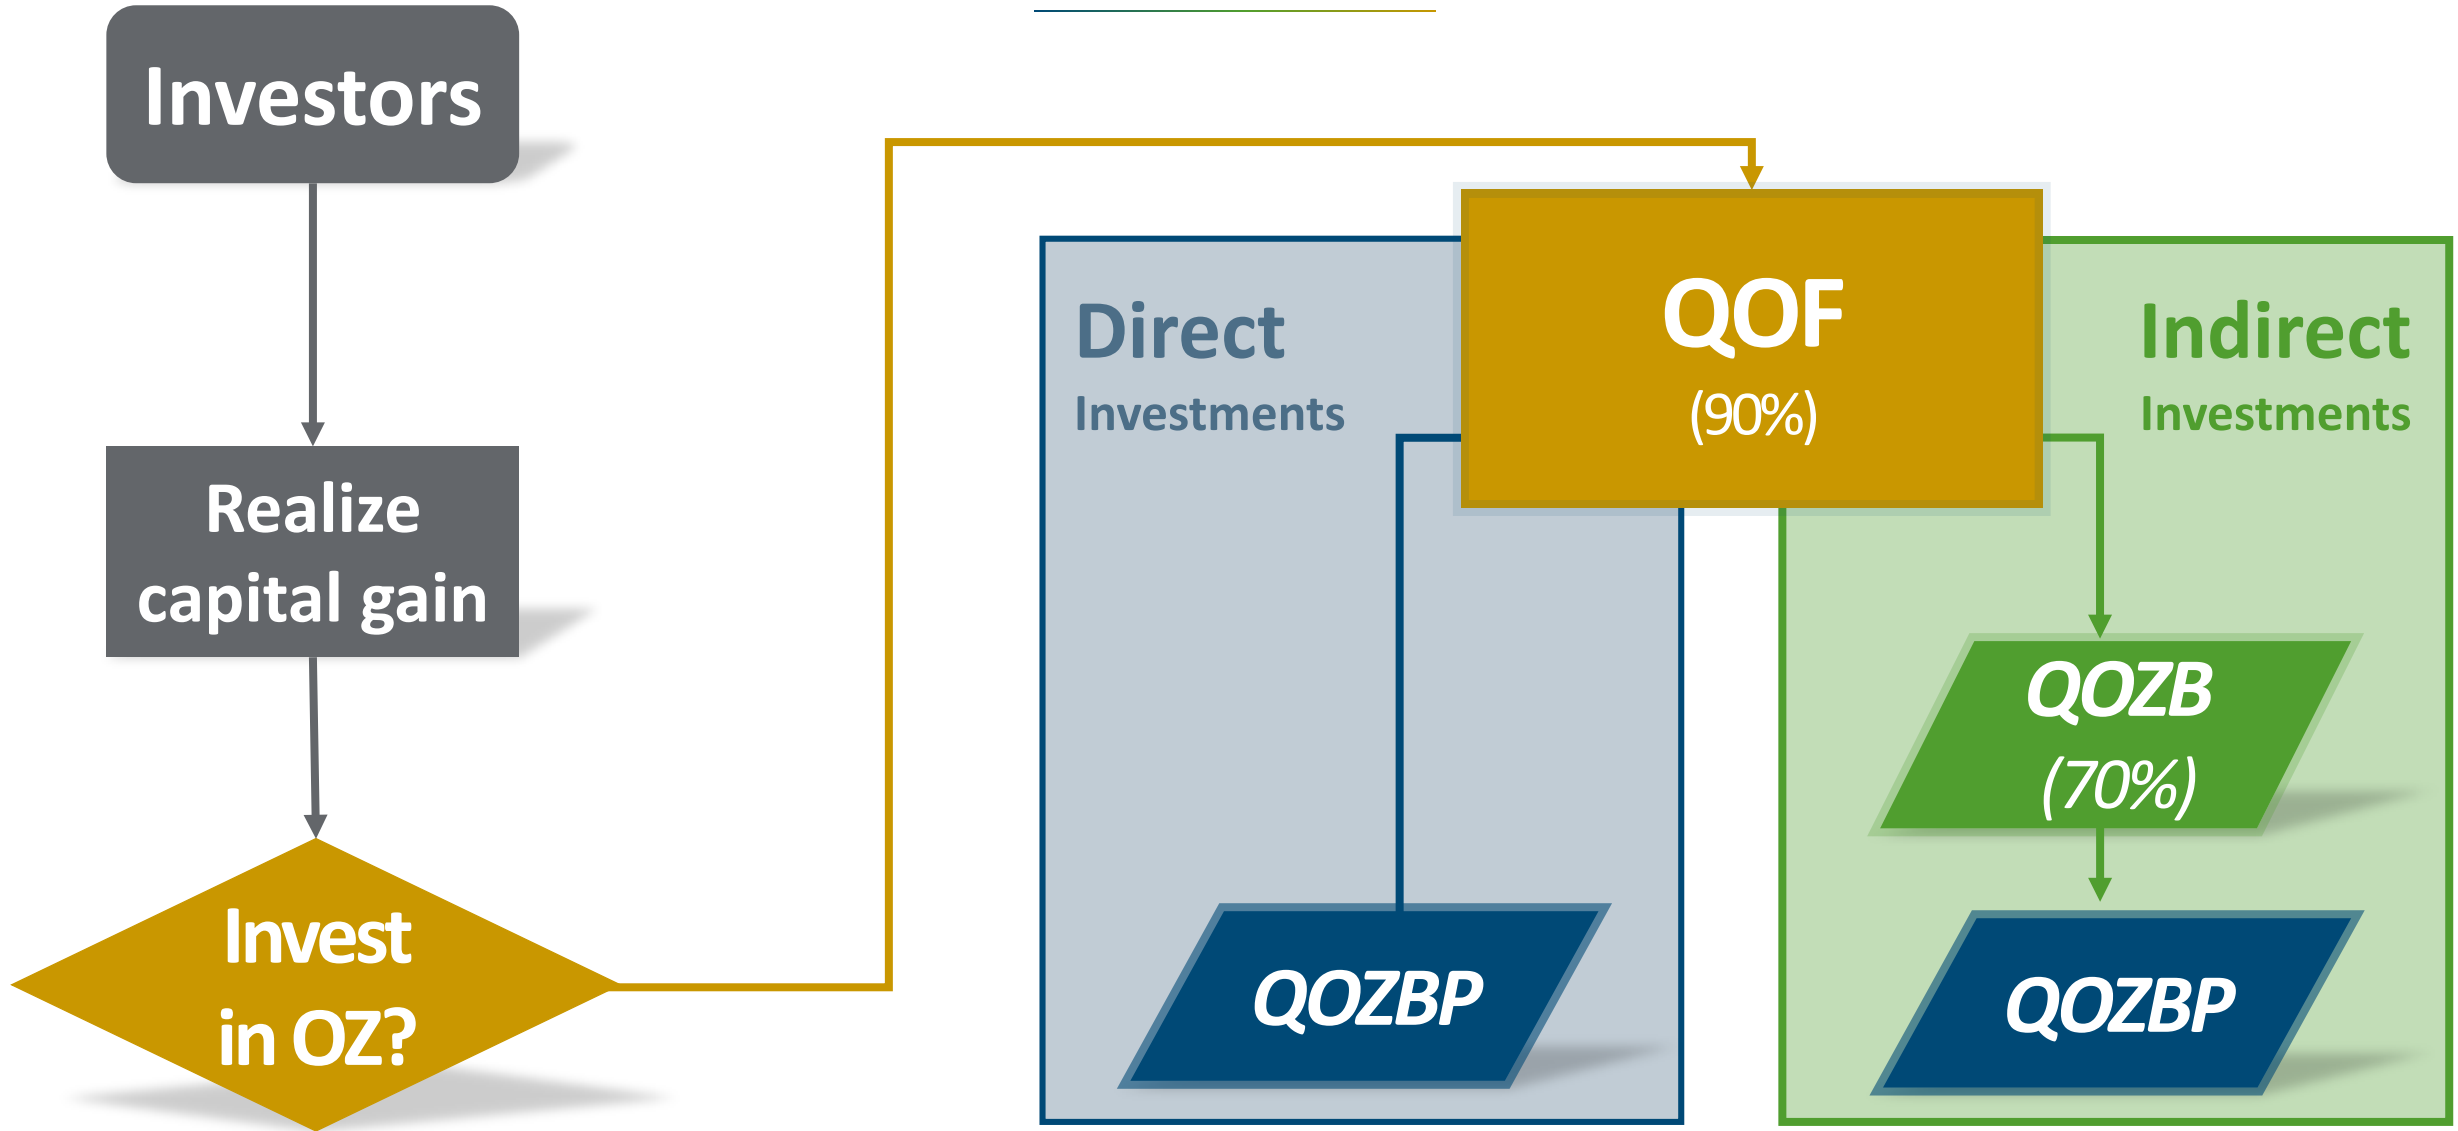 Investors
Realize
capital gain
Invest
in OZ?
QOF
(90%)
Direct
Investments
QOZBP
Indirect
Investments
QOZB
(70%)
QOZBP